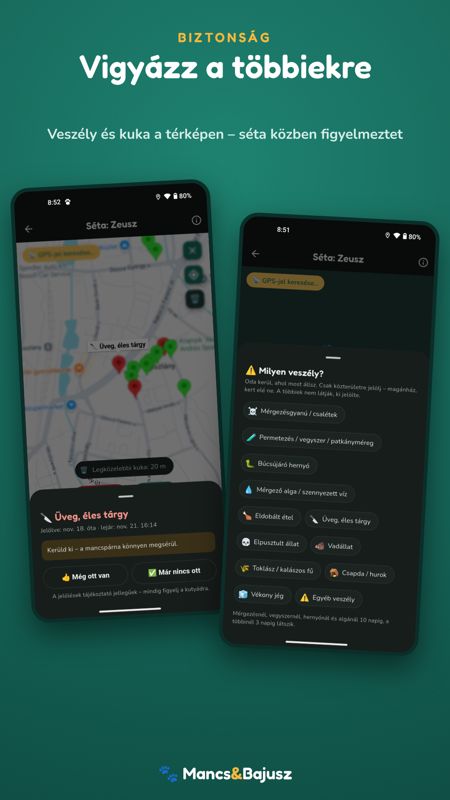 BIZTONSÁG
Vigyázz a többiekre
Veszély és kuka a térképen – séta közben figyelmeztet
8:52
80%
Séta: Zeusz
GPS-jel keresése...
Üveg, éles tárgy
Legközelebbi kuka: 20 m
Üveg, éles tárgy
Jelölve: nov. 18. óta · lejár: nov. 21. 16:14
Kerüld ki – a mancspárna könnyen megsérül.
Még ott van
Már nincs ott
A jelölések tájékoztató jellegűek – mindig figyelj a kutyádra.
8:51
80%
Séta: Zeusz
GPS-jel keresése...
Milyen veszély?
Oda kerül, ahol most állsz. Csak közterületre jelölj – magánház,
kert elé ne. A többiek nem látják, ki jelölte.
Mérgezésgyanú / csalétek
Permetezés / vegyszer / patkányméreg
Búcsújáró hernyó
Mérgező alga / szennyezett víz
Eldobált étel
Üveg, éles tárgy
Elpusztult állat
Vadállat
Toklász / kalászos fű
Csapda / hurok
Vékony jég
Egyéb veszély
Mérgezésnél, vegyszernél, hernyónál és algánál 10 napig, a
többinél 3 napig látszik.
Mancs&Bajusz